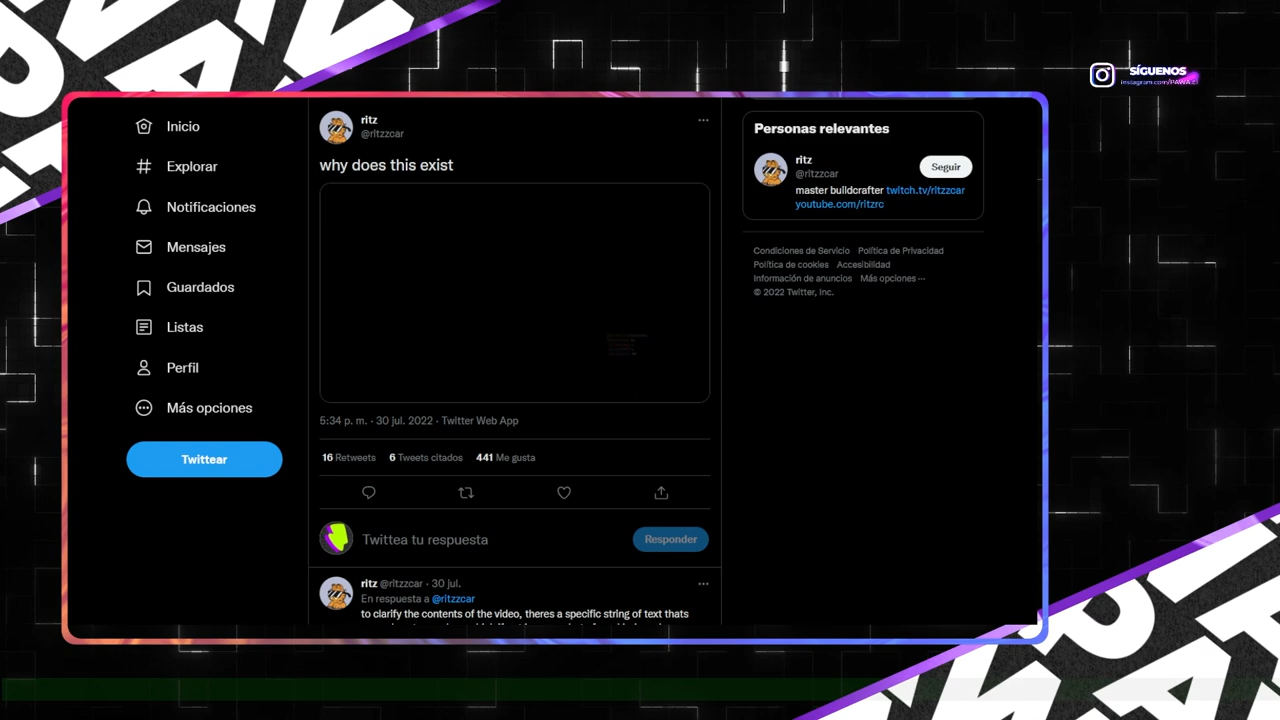 SÍGUENOS
Inicio
Explorar
Notificaciones
Mensajes
Guardados
Listas
Perfil
Más opciones
Twittear
ritz
@ritzzcar
why does this exist
5:34 p. m. · 30 jul. 2022 · Twitter Web App
16 Retweets 6 Tweets citados 441 Me gusta
Twittea tu respuesta
Responder
ritz @ritzzcar · 30 jul.
En respuesta a @ritzzcar
to clarify the contents of the video, theres a specific string of text thats
Personas relevantes
ritz
@ritzzcar
Seguir
master buildcrafter twitch.tv/ritzzcar
youtube.com/ritzrc
Condiciones de Servicio Política de Privacidad
Política de cookies Accesibilidad
Información de anuncios Más opciones ···
© 2022 Twitter, Inc.